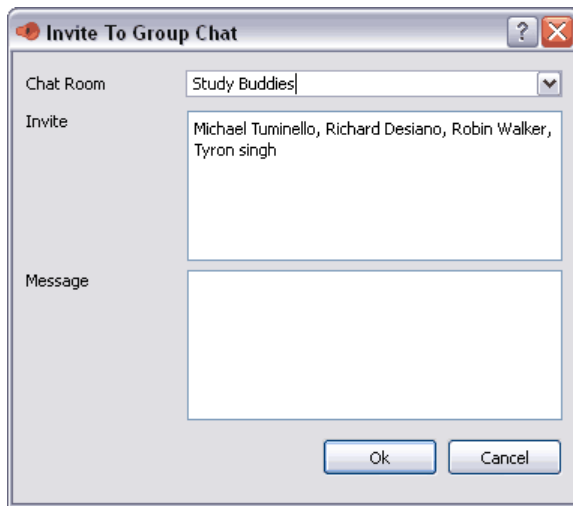 Invite To Group Chat ?
Chat Room Study Buddies
Invite Michael Tuminello, Richard Desiano, Robin Walker,
Tyron singh
Message
Ok Cancel